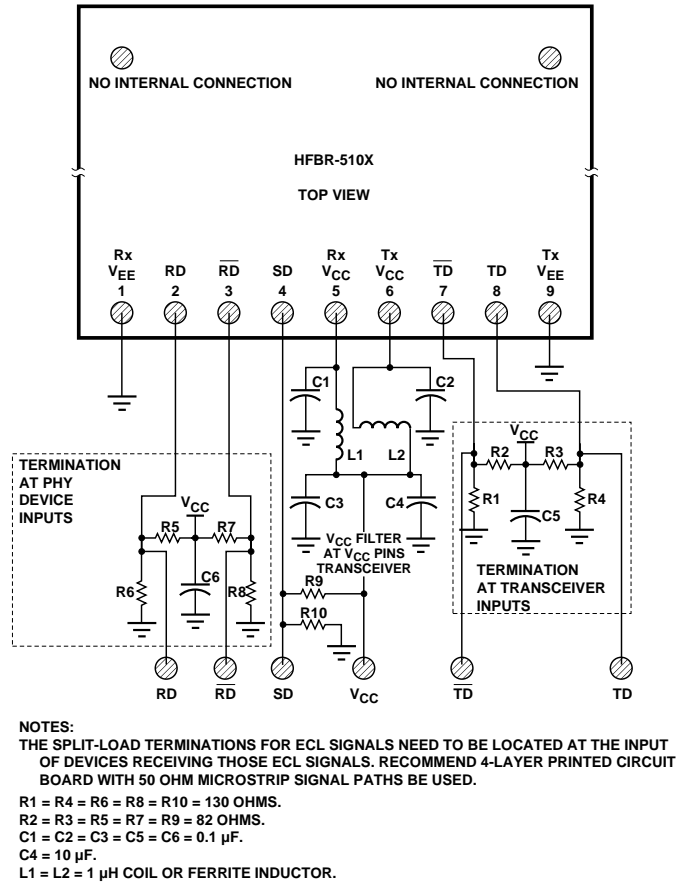 NO INTERNAL CONNECTION
NO INTERNAL CONNECTION
HFBR-510X
TOP VIEW
Rx
VEE
1
RD
2
RD
3
SD
4
Rx
VCC
5
Tx
VCC
6
TD
7
TD
8
Tx
VEE
9
C1
C2
L1
L2
C3
C4
VCC FILTER
AT VCC PINS
TRANSCEIVER
R9
R10
TERMINATION
AT PHY
DEVICE
INPUTS
VCC
R5
R7
R6
C6
R8
VCC
R2
R3
R1
C5
R4
TERMINATION
AT TRANSCEIVER
INPUTS
RD
RD
SD
VCC
TD
TD
NOTES:
THE SPLIT-LOAD TERMINATIONS FOR ECL SIGNALS NEED TO BE LOCATED AT THE INPUT
OF DEVICES RECEIVING THOSE ECL SIGNALS. RECOMMEND 4-LAYER PRINTED CIRCUIT
BOARD WITH 50 OHM MICROSTRIP SIGNAL PATHS BE USED.
R1 = R4 = R6 = R8 = R10 = 130 OHMS.
R2 = R3 = R5 = R7 = R9 = 82 OHMS.
C1 = C2 = C3 = C5 = C6 = 0.1 µF.
C4 = 10 µF.
L1 = L2 = 1 µH COIL OR FERRITE INDUCTOR.